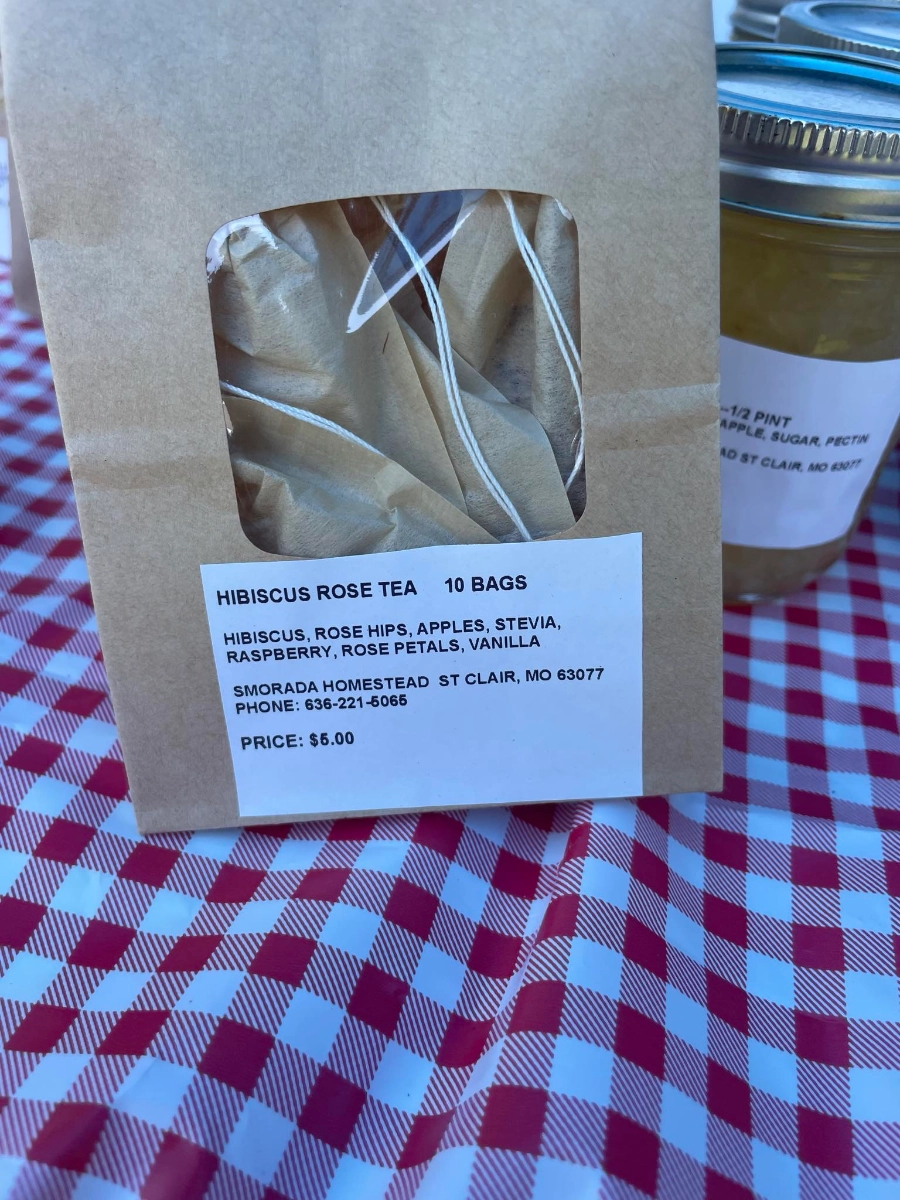 HIBISCUS ROSE TEA 10 BAGS
HIBISCUS, ROSE HIPS, APPLES, STEVIA,
RASPBERRY, ROSE PETALS, VANILLA
SMORADA HOMESTEAD ST CLAIR, MO 63077
PHONE: 636-221-5065
PRICE: $5.00
1/2 PINT
APPLE, SUGAR, PECTIN
ST CLAIR, MO 63077